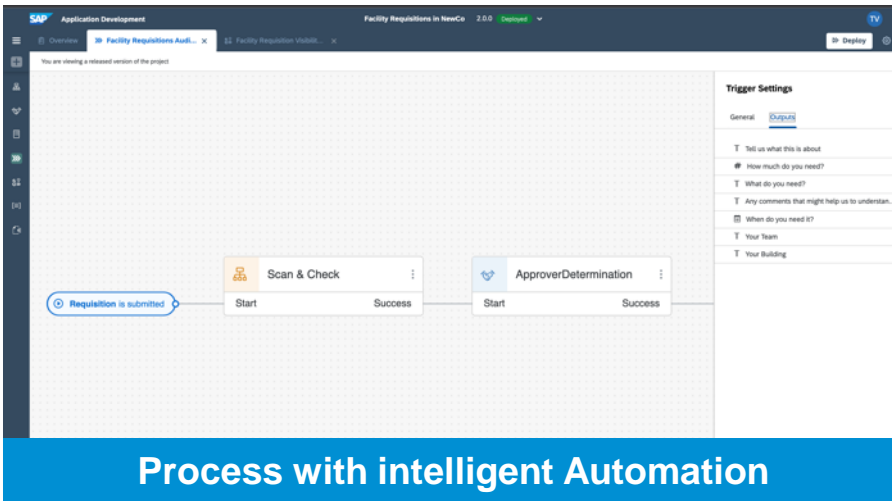 SAP Application Development
Facility Requisitions in NewCo 2.0.0 Deployed
TV
Overview
Facility Requisitions Audi...
Facility Requisition Visibilit...
Deploy
You are viewing a released version of the project
Trigger Settings
General Outputs
T Tell us what this is about
# How much do you need?
T What do you need?
T Any comments that might help us to understan...
When do you need it?
T Your Team
T Your Building
Scan & Check
Start Success
ApproverDetermination
Start Success
Requisition is submitted
Process with intelligent Automation